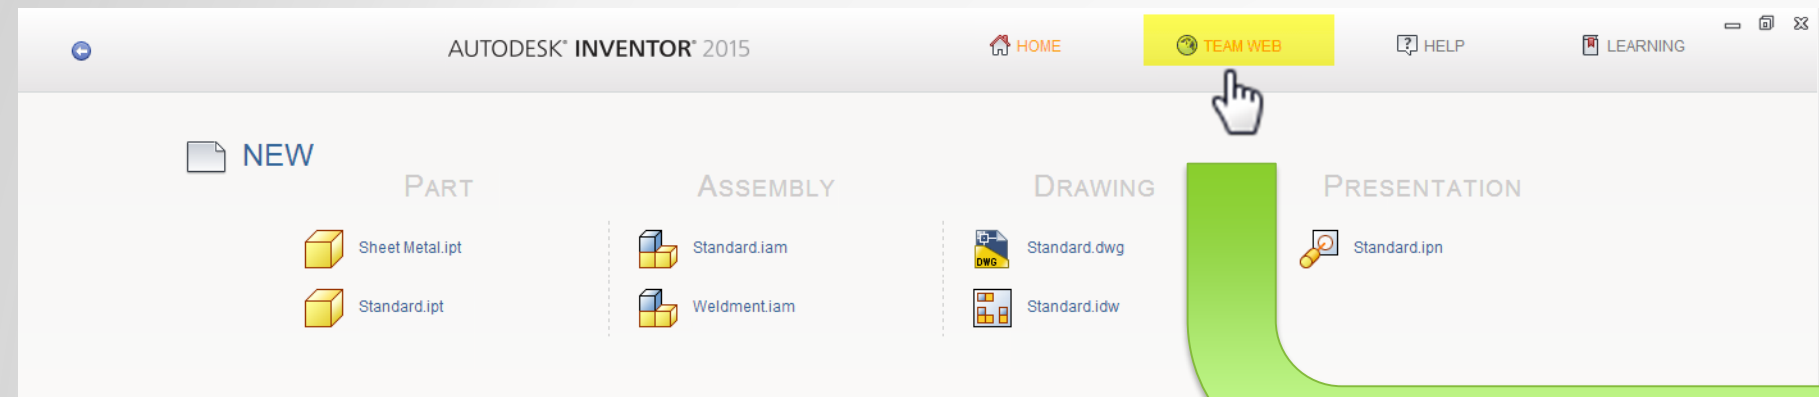 AUTODESK® INVENTOR® 2015 HOME TEAM WEB HELP LEARNING
NEW
PART ASSEMBLY DRAWING PRESENTATION
Sheet Metal.ipt Standard.iam DWG Standard.dwg Standard.ipn
Standard.ipt Weldment.iam Standard.idw